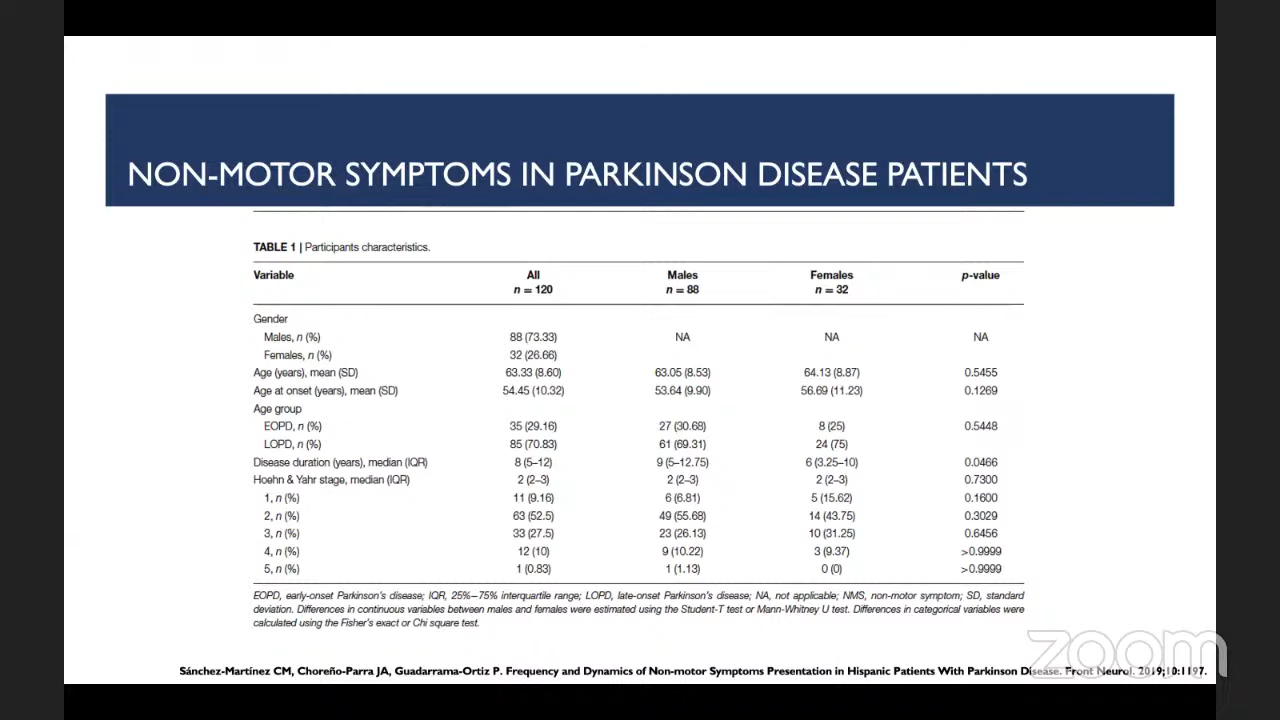 NON-MOTOR SYMPTOMS IN PARKINSON DISEASE PATIENTS
TABLE 1 | Participants characteristics.
Variable All Males Females p-value
n = 120 n = 88 n = 32
Gender
Males, n (%) 88 (73.33) NA NA NA
Females, n (%) 32 (26.66)
Age (years), mean (SD) 63.33 (8.60) 63.05 (8.53) 64.13 (8.87) 0.5455
Age at onset (years), mean (SD) 54.45 (10.32) 53.64 (9.90) 56.69 (11.23) 0.1269
Age group
EOPD, n (%) 35 (29.16) 27 (30.68) 8 (25) 0.5448
LOPD, n (%) 85 (70.83) 61 (69.31) 24 (75)
Disease duration (years), median (IQR) 8 (5–12) 9 (5–12.75) 6 (3.25–10) 0.0466
Hoehn & Yahr stage, median (IQR) 2 (2–3) 2 (2–3) 2 (2–3) 0.7300
1, n (%) 11 (9.16) 6 (6.81) 5 (15.62) 0.1600
2, n (%) 63 (52.5) 49 (55.68) 14 (43.75) 0.3029
3, n (%) 33 (27.5) 23 (26.13) 10 (31.25) 0.6456
4, n (%) 12 (10) 9 (10.22) 3 (9.37) >0.9999
5, n (%) 1 (0.83) 1 (1.13) 0 (0) >0.9999
EOPD, early-onset Parkinson's disease; IQR, 25%–75% interquartile range; LOPD, late-onset Parkinson's disease; NA, not applicable; NMS, non-motor symptom; SD, standard
deviation. Differences in continuous variables between males and females were estimated using the Student-T test or Mann-Whitney U test. Differences in categorical variables were
calculated using the Fisher's exact or Chi square test.
zoom
Sánchez-Martínez CM, Choreño-Parra JA, Guadarrama-Ortiz P. Frequency and Dynamics of Non-motor Symptoms Presentation in Hispanic Patients With Parkinson Disease. Front Neurol. 2019;10:1197.